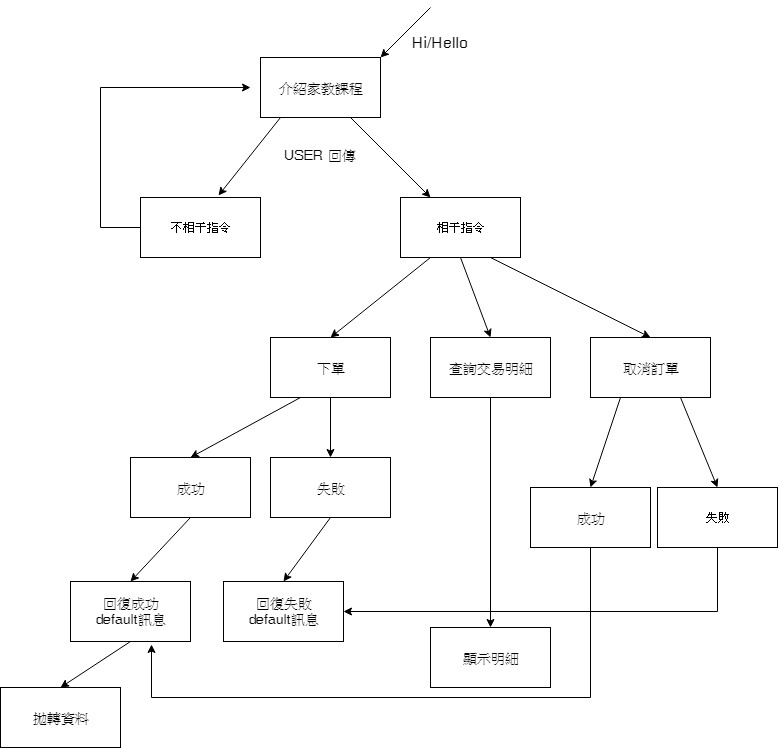 Hi/Hello
介紹家教課程
USER 回傳
不相干指令
相干指令
下單
查詢交易明細
取消訂單
成功
失敗
成功
失敗
回復成功
default訊息
回復失敗
default訊息
顯示明細
拋轉資料